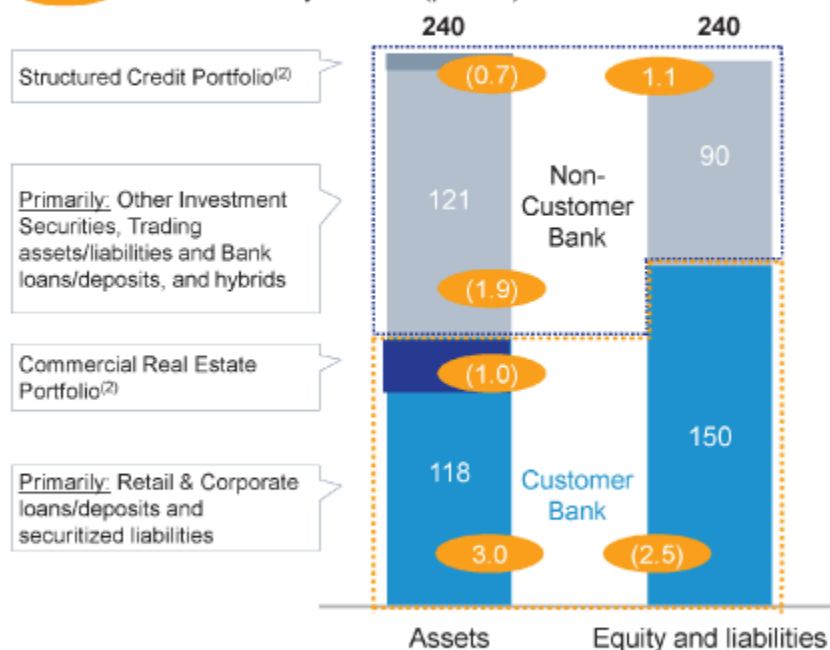 240
240
Structured Credit Portfolio(2)
(0.7)
1.1
Primarily: Other Investment
Securities, Trading
assets/liabilities and Bank
loans/deposits, and hybrids
121
Non-
Customer
Bank
90
(1.9)
Commercial Real Estate
Portfolio(2)
(1.0)
Primarily: Retail & Corporate
loans/deposits and
securitized liabilities
118
Customer
Bank
150
3.0
(2.5)
Assets
Equity and liabilities